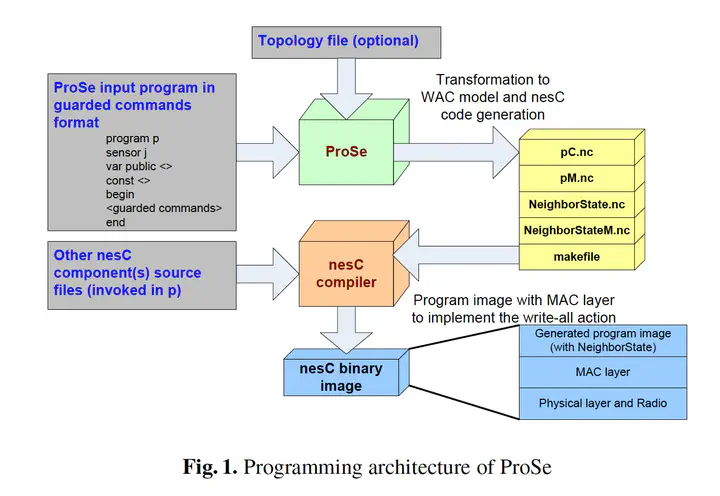 Topology file (optional)
ProSe input program in
guarded commands
format
program p
sensor j
var public <>
const <>
begin
<guarded commands>
end
ProSe
Transformation to
WAC model and nesC
code generation
pC.nc
pM.nc
NeighborState.nc
NeighborStateM.nc
makefile
Other nesC
component(s) source
files (invoked in p)
nesC
compiler
Program image with MAC layer
to implement the write-all action
nesC binary
image
Generated program image
(with NeighborState)
MAC layer
Physical layer and Radio
Fig. 1. Programming architecture of ProSe